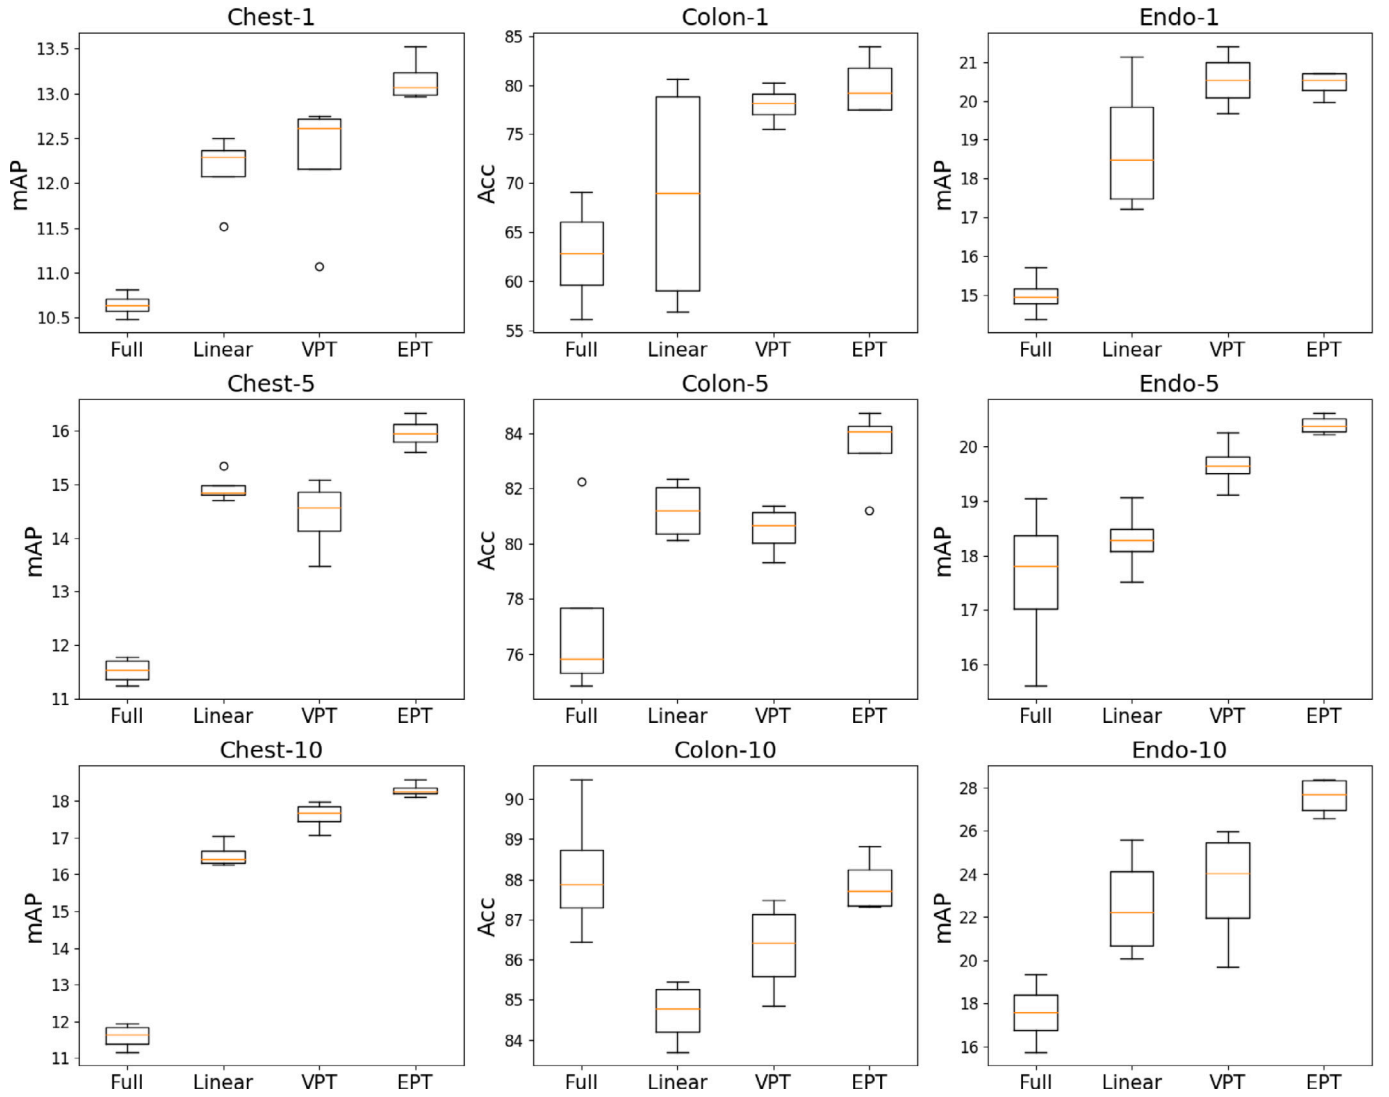 Chest-1
mAP
13.5
13.0
12.5
12.0
11.5
11.0
10.5
Full Linear VPT EPT
Colon-1
Acc
85
80
75
70
65
60
55
Full Linear VPT EPT
Endo-1
mAP
21
20
19
18
17
16
15
Full Linear VPT EPT
Chest-5
mAP
16
15
14
13
12
11
Full Linear VPT EPT
Colon-5
Acc
84
82
80
78
76
Full Linear VPT EPT
Endo-5
mAP
20
19
18
17
16
Full Linear VPT EPT
Chest-10
mAP
18
17
16
15
14
13
12
11
Full Linear VPT EPT
Colon-10
Acc
90
89
88
87
86
85
84
Full Linear VPT EPT
Endo-10
mAP
28
26
24
22
20
18
16
Full Linear VPT EPT